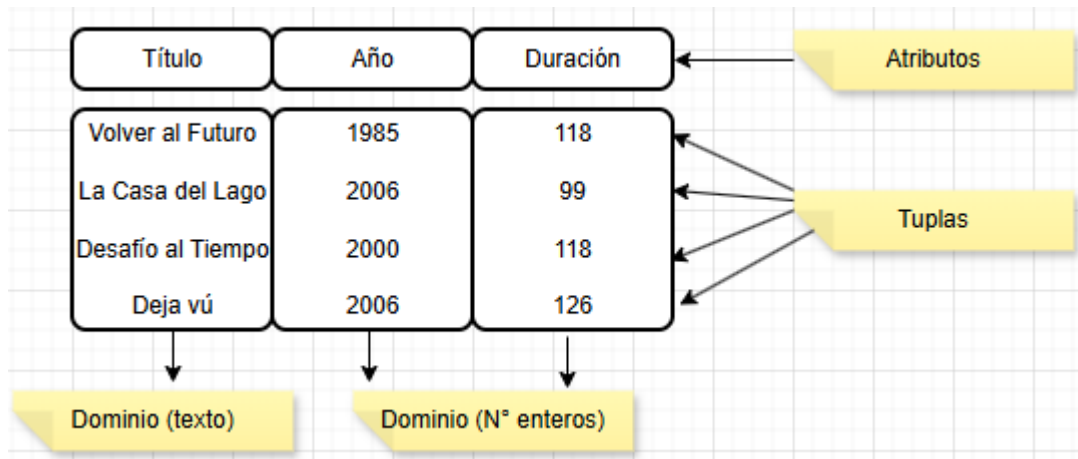 Título Año Duración Atributos
Volver al Futuro 1985 118
La Casa del Lago 2006 99
Tuplas
Desafío al Tiempo 2000 118
Deja vú 2006 126
Dominio (texto) Dominio (N° enteros)